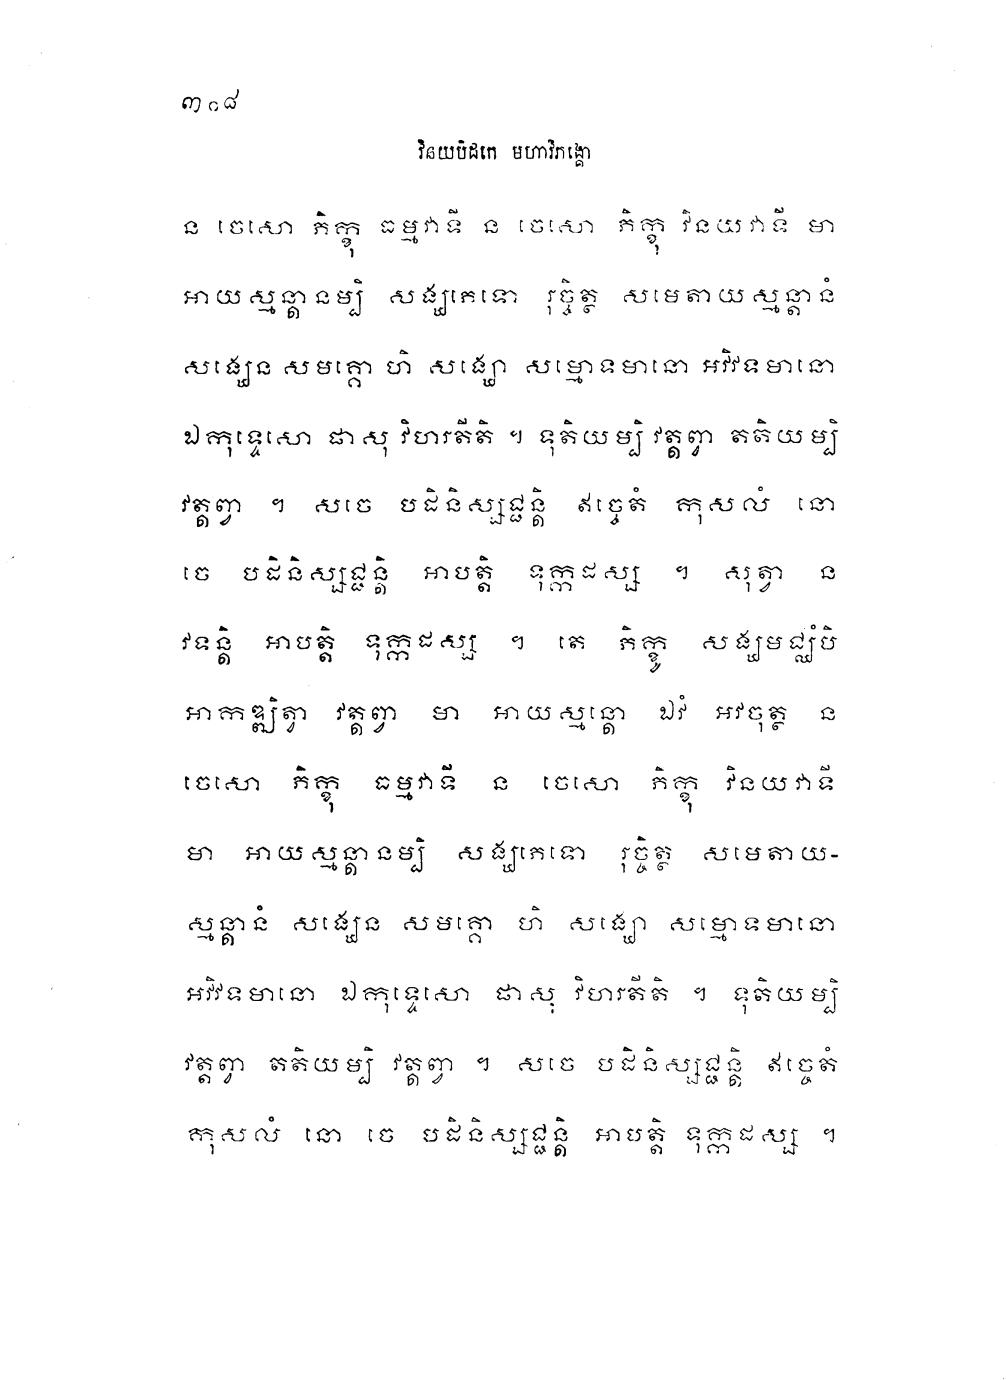 ៣០៨
វិនយបិដកេ មហាវិភង្គោ
ន ចេសោ ភិក្ខុ ធម្មវាទី ន ចេសោ ភិក្ខុ វិនយវាទី មា
អាយស្មន្តានម្បិ សង្ឃភេទោ រុច្ចិត្ថ សមេតាយស្មន្តានំ
សង្ឃេន សមគ្គោ ហិ សង្ឃោ សម្មោទមានោ អវិវទមានោ
ឯកុទ្ទេសោ ផាសុ វិហរតីតិ ។ ទុតិយម្បិ វត្តព្វា តតិយម្បិ
វត្តព្វា ។ សចេ បដិនិស្សជ្ជន្តិ ឥច្ចេតំ កុសលំ នោ
ចេ បដិនិស្សជ្ជន្តិ អាបត្តិ ទុក្កដស្ស ។ សុត្វា ន
វទន្តិ អាបត្តិ ទុក្កដស្ស ។ តេ ភិក្ខូ សង្ឃមជ្ឈំបិ
អាកឌ្ឍិត្វា វត្តព្វា មា អាយស្មន្តោ ឯវំ អវចុត្ថ ន
ចេសោ ភិក្ខុ ធម្មវាទី ន ចេសោ ភិក្ខុ វិនយវាទី
មា អាយស្មន្តានម្បិ សង្ឃភេទោ រុច្ចិត្ថ សមេតាយ-
ស្មន្តានំ សង្ឃេន សមគ្គោ ហិ សង្ឃោ សម្មោទមានោ
អវិវទមានោ ឯកុទ្ទេសោ ផាសុ វិហរតីតិ ។ ទុតិយម្បិ
វត្តព្វា តតិយម្បិ វត្តព្វា ។ សចេ បដិនិស្សជ្ជន្តិ ឥច្ចេតំ
កុសលំ នោ ចេ បដិនិស្សជ្ជន្តិ អាបត្តិ ទុក្កដស្ស ។